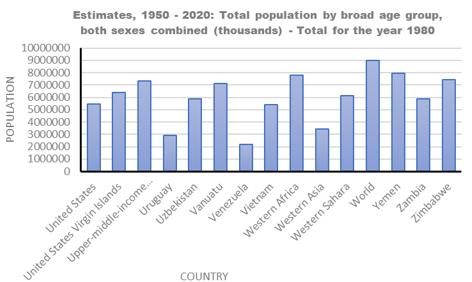 Estimates, 1950 - 2020: Total population by broad age group,
both sexes combined (thousands) - Total for the year 1980
POPULATION
10000000
9000000
8000000
7000000
6000000
5000000
4000000
3000000
2000000
1000000
0
United States
United States Virgin Islands
Upper-middle-income...
Uruguay
Uzbekistan
Vanuatu
Venezuela
Vietnam
Western Africa
Western Asia
Western Sahara
World
Yemen
Zambia
Zimbabwe
COUNTRY